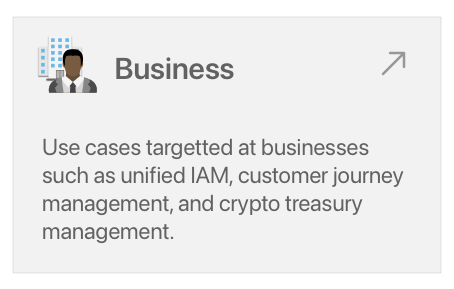 Business
Use cases targetted at businesses
such as unified IAM, customer journey
management, and crypto treasury
management.